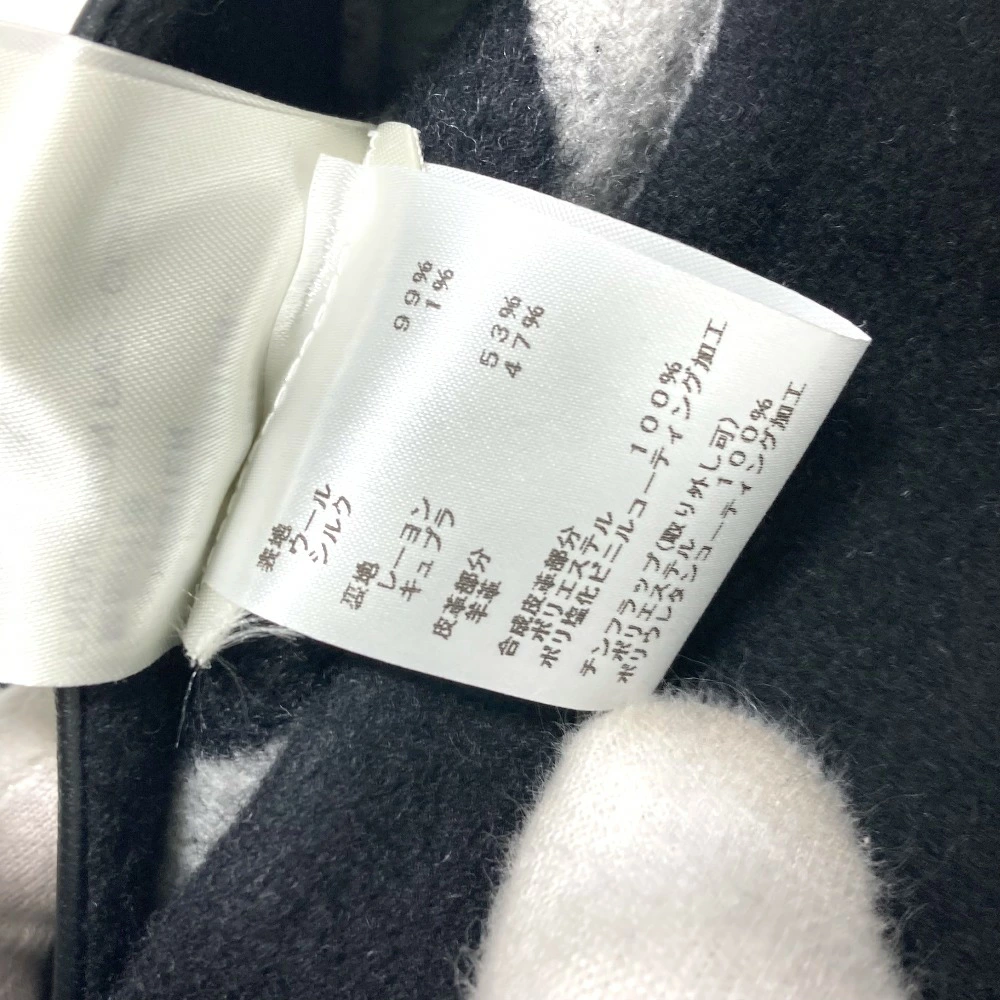 表地
ウール 99%
シルク 1%
裏地
レーヨン 53%
キュプラ 47%
皮革部分
羊革
合成皮革部分
ポリエステル 100%
ポリ塩化ビニルコーティング加工
チンフラップ(取り外し可)
ポリエステル 100%
ポリウレタンコーティング加工